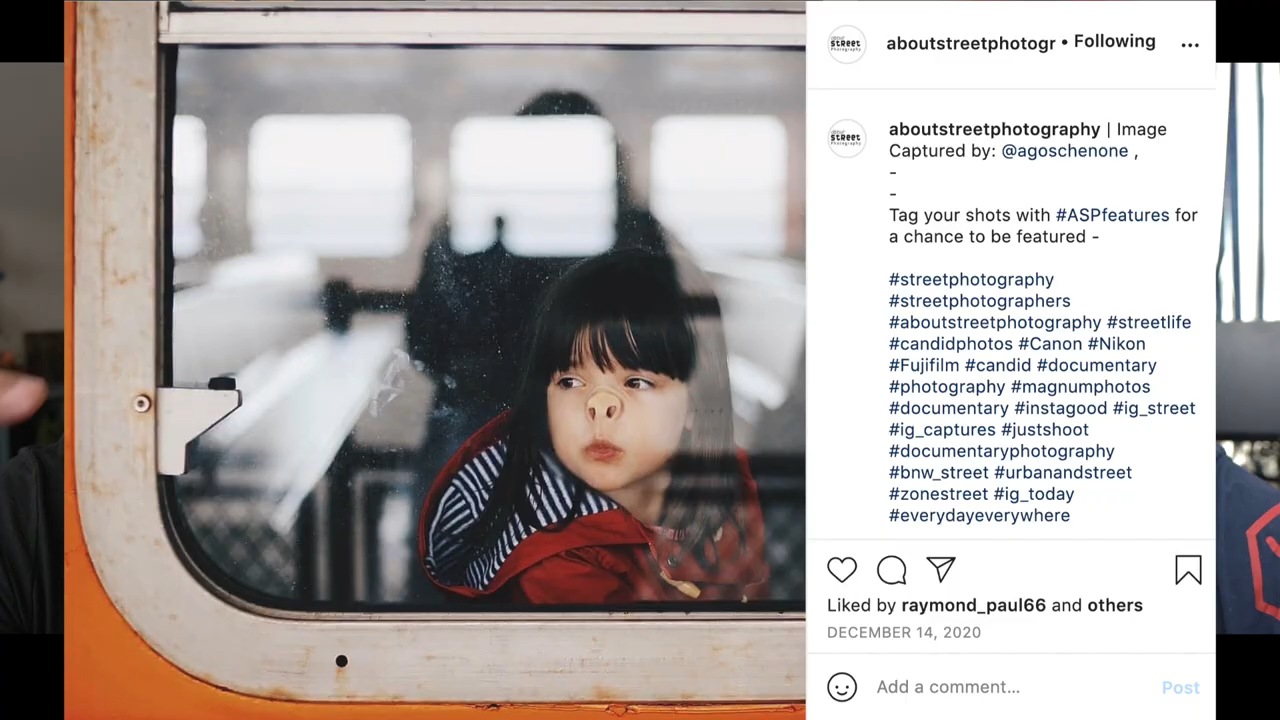 aboutstreetphotogr • Following
aboutstreetphotography | Image
Captured by: @agoschenone ,
-
-
Tag your shots with #ASPfeatures for
a chance to be featured -
#streetphotography
#streetphotographers
#aboutstreetphotography #streetlife
#candidphotos #Canon #Nikon
#Fujifilm #candid #documentary
#photography #magnumphotos
#documentary #instagood #ig_street
#ig_captures #justshoot
#documentaryphotography
#bnw_street #urbanandstreet
#zonestreet #ig_today
#everydayeverywhere
Liked by raymond_paul66 and others
DECEMBER 14, 2020
Add a comment...
Post